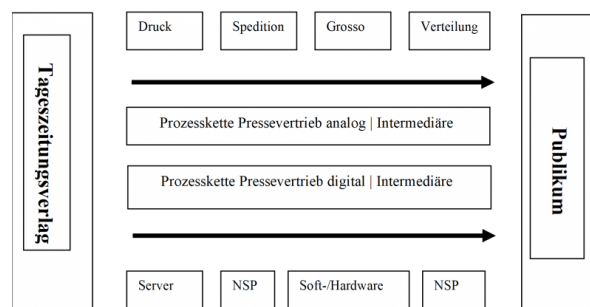 Tageszeitungsverlag
Druck
Spedition
Grosso
Verteilung
Prozesskette Pressevertrieb analog | Intermediäre
Prozesskette Pressevertrieb digital | Intermediäre
Server
NSP
Soft-/Hardware
NSP
Publikum